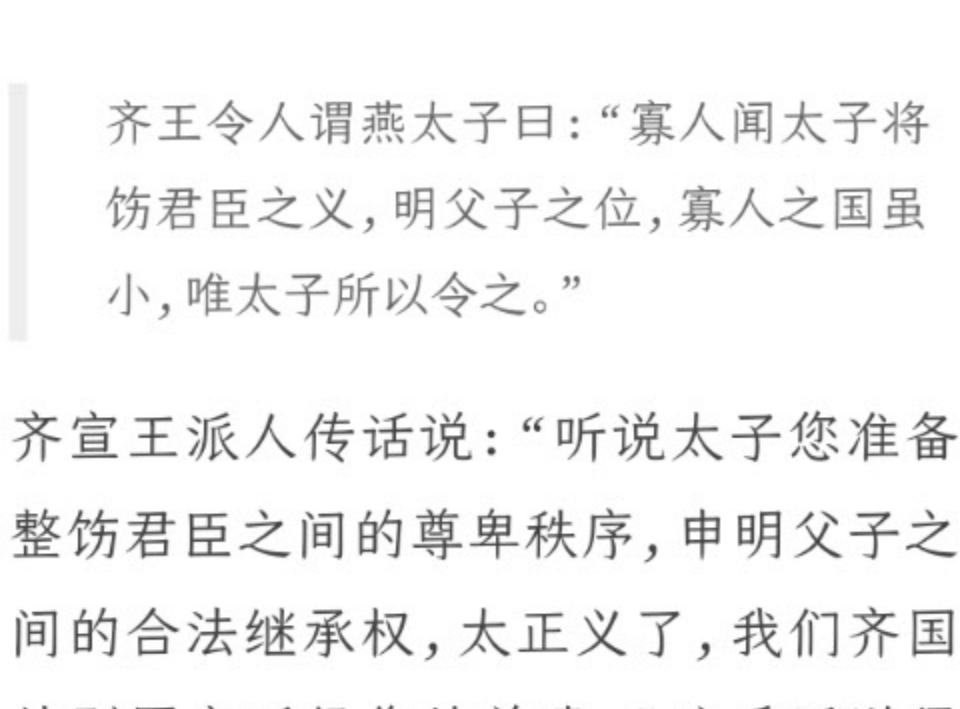 齐王令人谓燕太子曰：“寡人闻太子将
饬君臣之义，明父子之位，寡人之国虽
小，唯太子所以令之。”
齐宣王派人传话说：“听说太子您准备
整饬君臣之间的尊卑秩序，申明父子之
间的合法继承权，太正义了，我们齐国